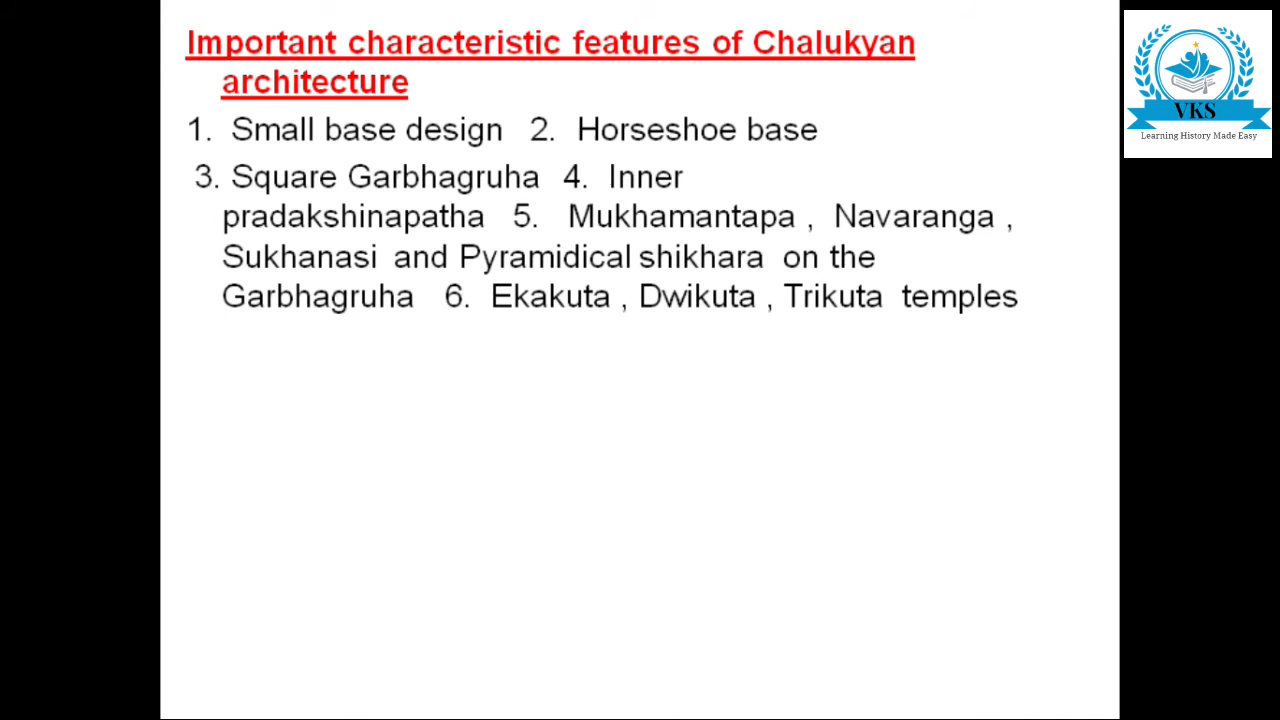 Important characteristic features of Chalukyan
architecture
1. Small base design 2. Horseshoe base
3. Square Garbhagruha 4. Inner
pradakshinapatha 5. Mukhamantapa , Navaranga ,
Sukhanasi and Pyramidical shikhara on the
Garbhagruha 6. Ekakuta , Dwikuta , Trikuta temples
VKS
Learning History Made Easy